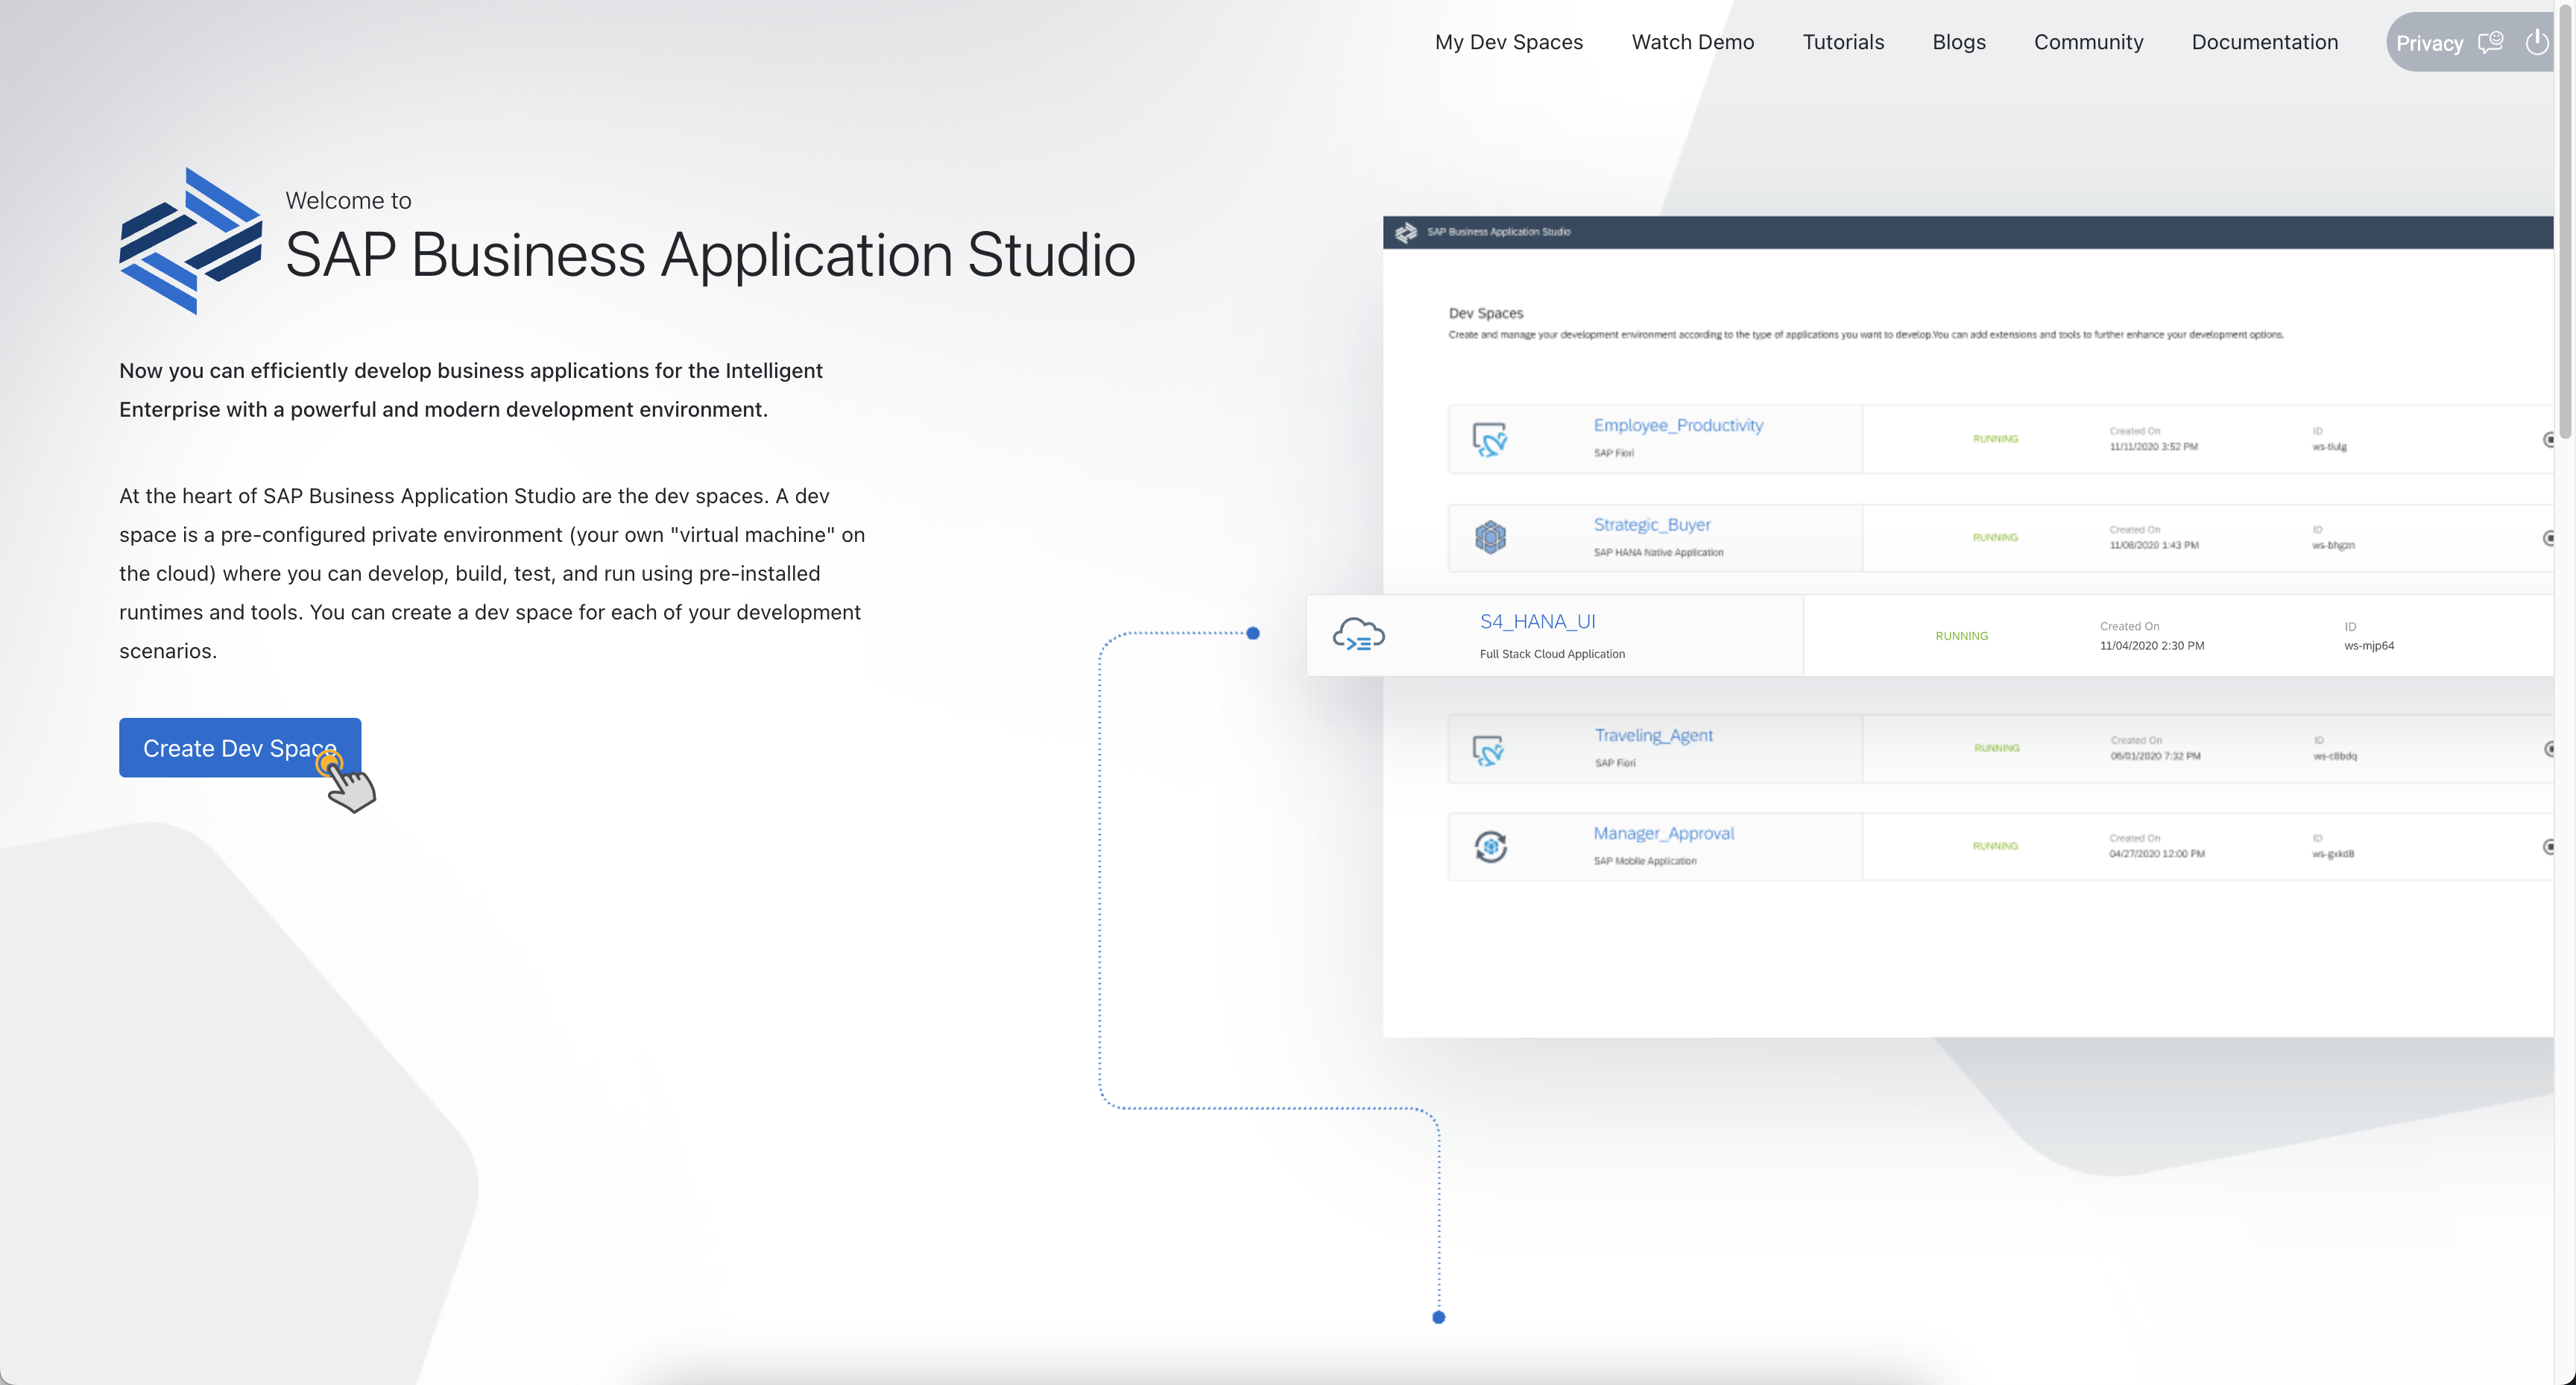 My Dev Spaces Watch Demo Tutorials Blogs Community Documentation Privacy
Welcome to
SAP Business Application Studio
Now you can efficiently develop business applications for the Intelligent
Enterprise with a powerful and modern development environment.
At the heart of SAP Business Application Studio are the dev spaces. A dev
space is a pre-configured private environment (your own "virtual machine" on
the cloud) where you can develop, build, test, and run using pre-installed
runtimes and tools. You can create a dev space for each of your development
scenarios.
Create Dev Space
SAP Business Application Studio
Dev Spaces
Create and manage your development environment according to the type of applications you want to develop.You can add extensions and tools to further enhance your development options.
Employee_Productivity
SAP Fiori
RUNNING
Created On
11/11/2020 3:52 PM
ID
Strategic_Buyer
SAP HANA Native Application
RUNNING
Created On
11/08/2020 1:43 PM
ID
ws-bhgzn
S4_HANA_UI
Full Stack Cloud Application
RUNNING
Created On
11/04/2020 2:30 PM
ID
ws-mjp64
Traveling_Agent
SAP Fiori
RUNNING
Created On
06/01/2020 7:32 PM
ID
ws-c8bdq
Manager_Approval
SAP Mobile Application
RUNNING
Created On
04/27/2020 12:00 PM
ID